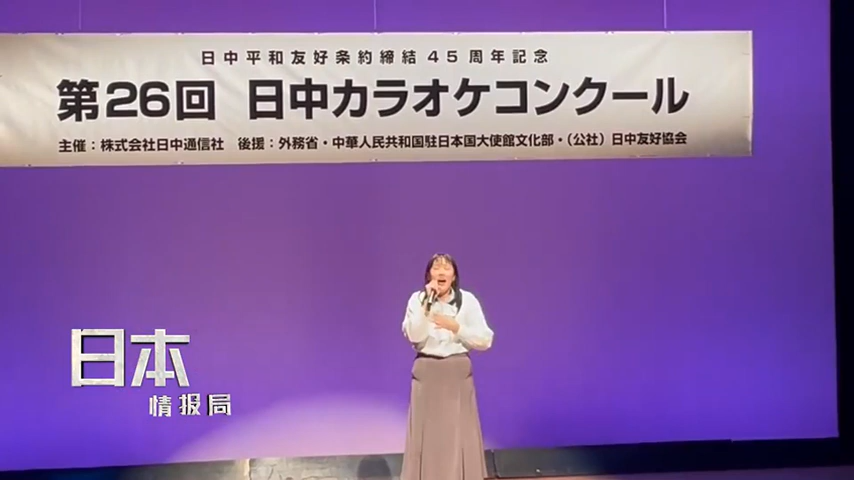 日中平和友好条約締結45周年記念
第26回 日中カラオケコンクール
主催：株式会社日中通信社 後援：外務省・中華人民共和国駐日本国大使館文化部・（公社）日中友好協会
日本
情报局